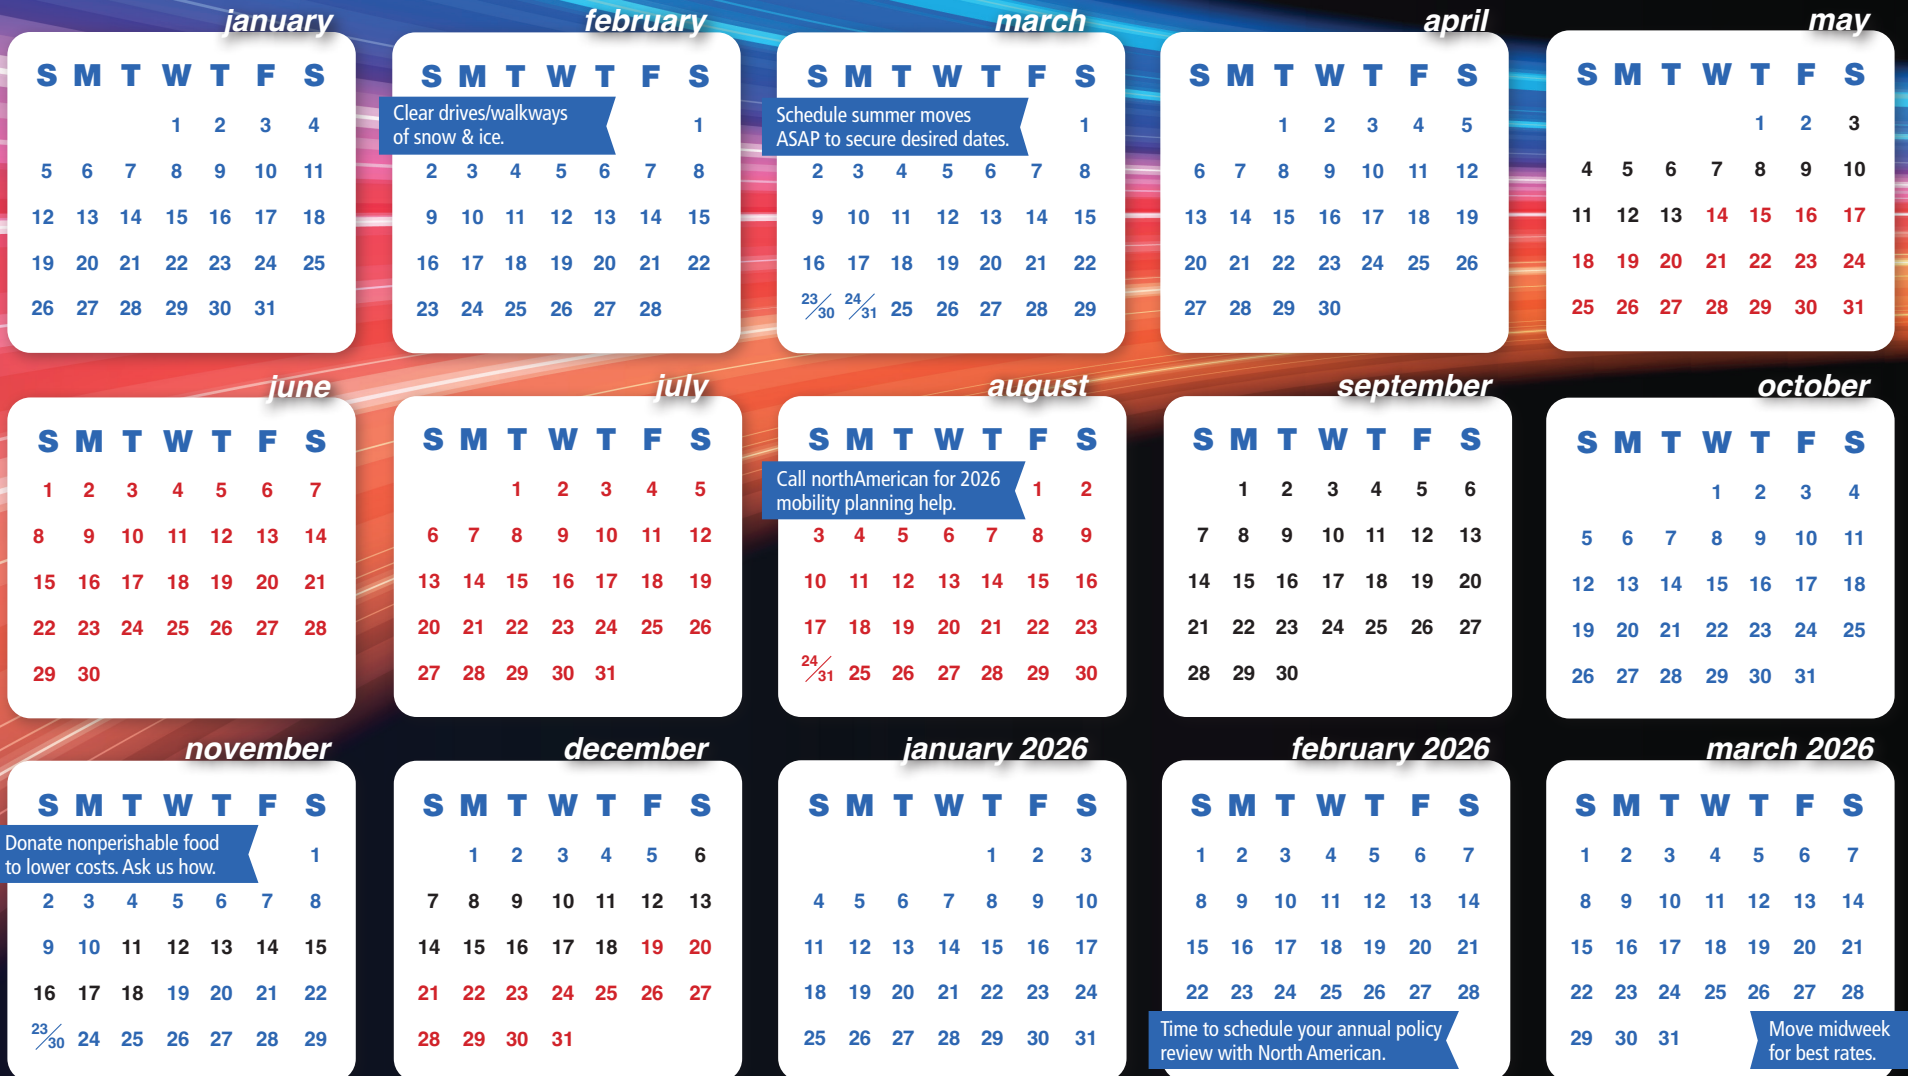 january
S M T W T F S
1 2 3 4
5 6 7 8 9 10 11
12 13 14 15 16 17 18
19 20 21 22 23 24 25
26 27 28 29 30 31
february
S M T W T F S
Clear drives/walkways
of snow & ice.
1
2 3 4 5 6 7 8
9 10 11 12 13 14 15
16 17 18 19 20 21 22
23 24 25 26 27 28
march
S M T W T F S
Schedule summer moves
ASAP to secure desired dates.
1
2 3 4 5 6 7 8
9 10 11 12 13 14 15
16 17 18 19 20 21 22
23/30 24/31 25 26 27 28 29
april
S M T W T F S
1 2 3 4 5
6 7 8 9 10 11 12
13 14 15 16 17 18 19
20 21 22 23 24 25 26
27 28 29 30
may
S M T W T F S
1 2 3
4 5 6 7 8 9 10
11 12 13 14 15 16 17
18 19 20 21 22 23 24
25 26 27 28 29 30 31
june
S M T W T F S
1 2 3 4 5 6 7
8 9 10 11 12 13 14
15 16 17 18 19 20 21
22 23 24 25 26 27 28
29 30
july
S M T W T F S
1 2 3 4 5
6 7 8 9 10 11 12
13 14 15 16 17 18 19
20 21 22 23 24 25 26
27 28 29 30 31
august
S M T W T F S
Call northAmerican for 2026
mobility planning help.
1 2
3 4 5 6 7 8 9
10 11 12 13 14 15 16
17 18 19 20 21 22 23
24/31 25 26 27 28 29 30
september
S M T W T F S
1 2 3 4 5 6
7 8 9 10 11 12 13
14 15 16 17 18 19 20
21 22 23 24 25 26 27
28 29 30
october
S M T W T F S
1 2 3 4
5 6 7 8 9 10 11
12 13 14 15 16 17 18
19 20 21 22 23 24 25
26 27 28 29 30 31
november
S M T W T F S
Donate nonperishable food
to lower costs. Ask us how.
1
2 3 4 5 6 7 8
9 10 11 12 13 14 15
16 17 18 19 20 21 22
23/30 24 25 26 27 28 29
december
S M T W T F S
1 2 3 4 5 6
7 8 9 10 11 12 13
14 15 16 17 18 19 20
21 22 23 24 25 26 27
28 29 30 31
january 2026
S M T W T F S
1 2 3
4 5 6 7 8 9 10
11 12 13 14 15 16 17
18 19 20 21 22 23 24
25 26 27 28 29 30 31
february 2026
S M T W T F S
1 2 3 4 5 6 7
8 9 10 11 12 13 14
15 16 17 18 19 20 21
22 23 24 25 26 27 28
Time to schedule your annual policy
review with North American.
march 2026
S M T W T F S
1 2 3 4 5 6 7
8 9 10 11 12 13 14
15 16 17 18 19 20 21
22 23 24 25 26 27 28
29 30 31
Move midweek
for best rates.